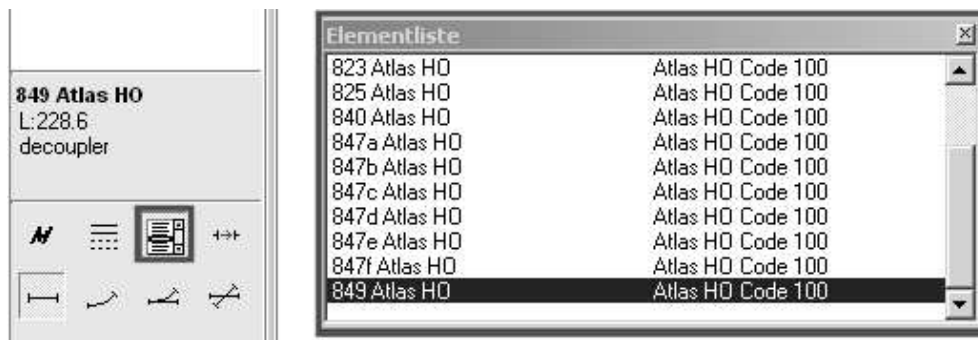 849 Atlas HO
L:228.6
decoupler
Elementliste
823 Atlas HO Atlas HO Code 100
825 Atlas HO Atlas HO Code 100
840 Atlas HO Atlas HO Code 100
847a Atlas HO Atlas HO Code 100
847b Atlas HO Atlas HO Code 100
847c Atlas HO Atlas HO Code 100
847d Atlas HO Atlas HO Code 100
847e Atlas HO Atlas HO Code 100
847f Atlas HO Atlas HO Code 100
849 Atlas HO Atlas HO Code 100